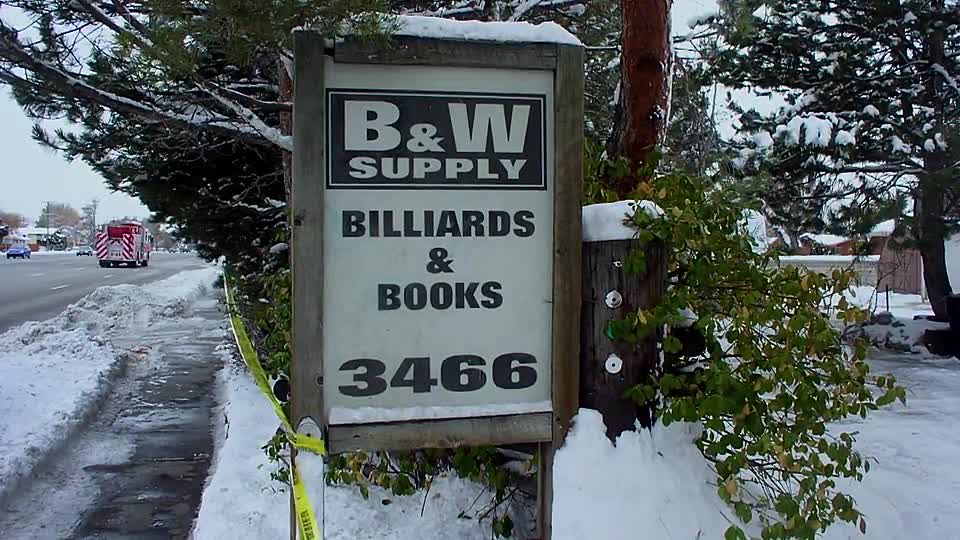 B&W
SUPPLY
BILLIARDS
&
BOOKS
3466